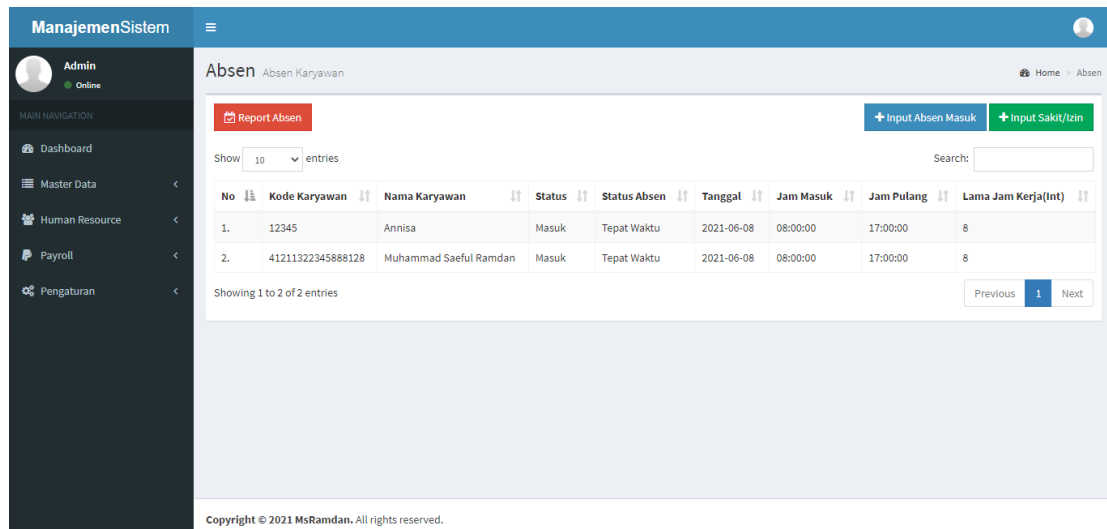 ManajemenSistem
Admin
Online
Absen Absen Karyawan
Home > Absen
MAIN NAVIGATION
Dashboard
Master Data
Human Resource
Payroll
Pengaturan
Report Absen
Input Absen Masuk
Input Sakit/Izin
Show 10 entries
Search:
No Kode Karyawan Nama Karyawan Status Status Absen Tanggal Jam Masuk Jam Pulang Lama Jam Kerja(Int)
1. 12345 Annisa Masuk Tepat Waktu 2021-06-08 08:00:00 17:00:00 8
2. 41211322345888128 Muhammad Saeful Ramdan Masuk Tepat Waktu 2021-06-08 08:00:00 17:00:00 8
Showing 1 to 2 of 2 entries
Previous 1 Next
Copyright © 2021 MsRamdan. All rights reserved.